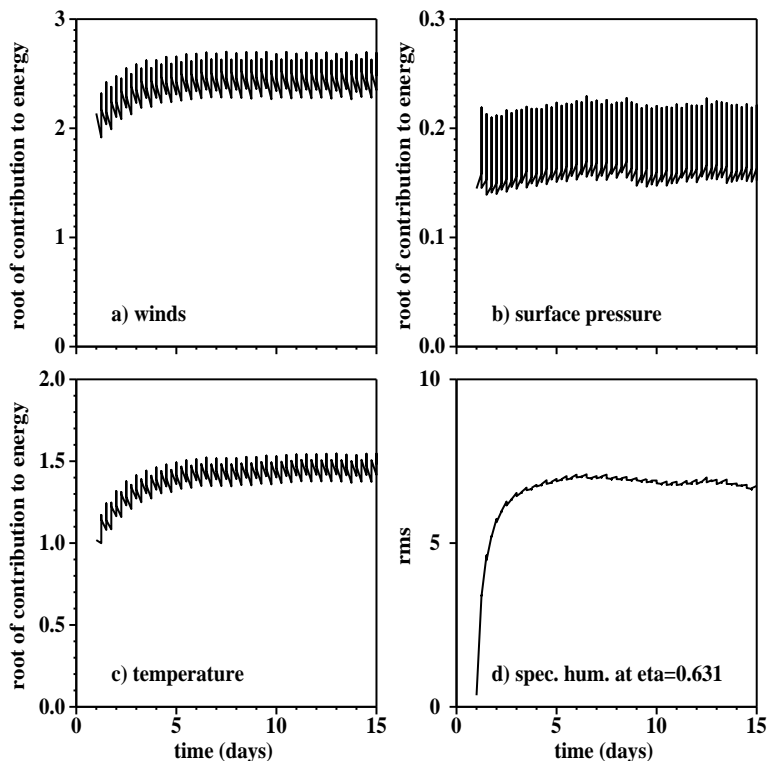 3
2
1
0
root of contribution to energy
a) winds
0.3
0.2
0.1
0.0
root of contribution to energy
b) surface pressure
2.0
1.5
1.0
0.5
0.0
root of contribution to energy
c) temperature
0
5
10
15
time (days)
10
5
0
rms
d) spec. hum. at eta=0.631
0
5
10
15
time (days)